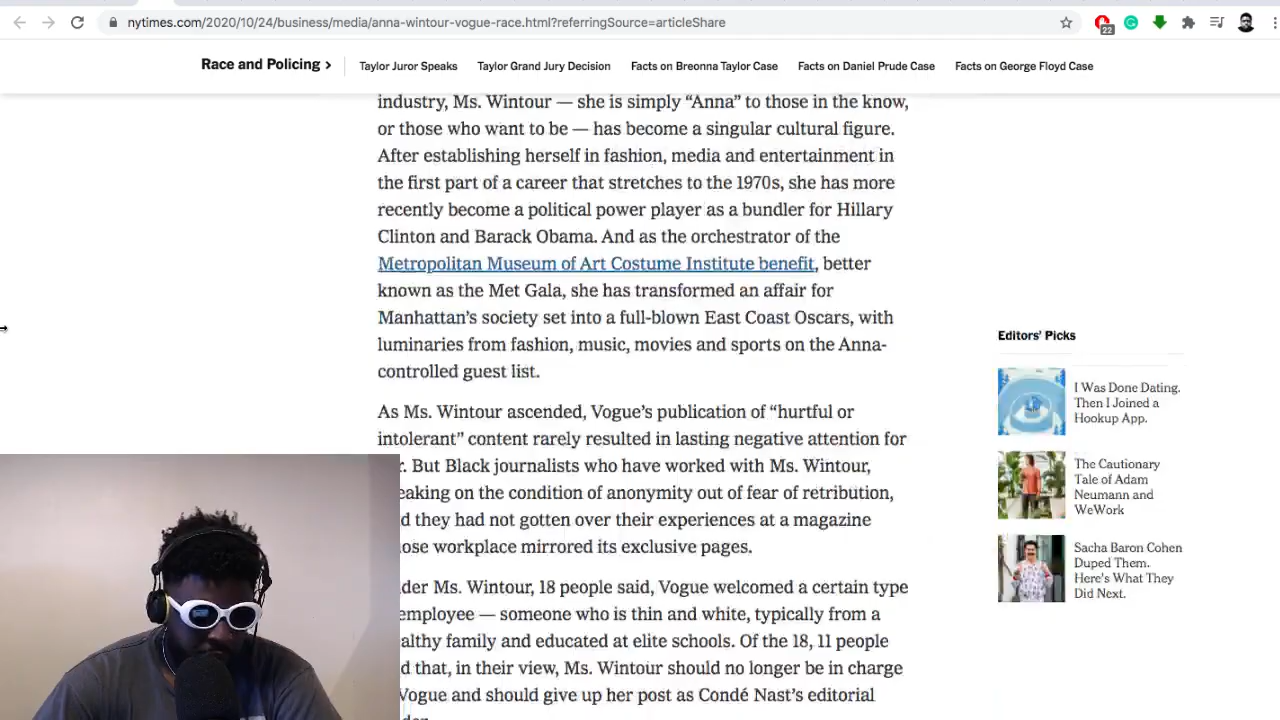 nytimes.com/2020/10/24/business/media/anna-wintour-vogue-race.html?referringSource=articleShare
22
Race and Policing
Taylor Juror Speaks
Taylor Grand Jury Decision
Facts on Breonna Taylor Case
Facts on Daniel Prude Case
Facts on George Floyd Case
industry, Ms. Wintour — she is simply “Anna” to those in the know,
or those who want to be — has become a singular cultural figure.
After establishing herself in fashion, media and entertainment in
the first part of a career that stretches to the 1970s, she has more
recently become a political power player as a bundler for Hillary
Clinton and Barack Obama. And as the orchestrator of the
Metropolitan Museum of Art Costume Institute benefit, better
known as the Met Gala, she has transformed an affair for
Manhattan’s society set into a full-blown East Coast Oscars, with
luminaries from fashion, music, movies and sports on the Anna-
controlled guest list.
As Ms. Wintour ascended, Vogue’s publication of “hurtful or
intolerant” content rarely resulted in lasting negative attention for
r. But Black journalists who have worked with Ms. Wintour,
eaking on the condition of anonymity out of fear of retribution,
d they had not gotten over their experiences at a magazine
ose workplace mirrored its exclusive pages.
der Ms. Wintour, 18 people said, Vogue welcomed a certain type
employee — someone who is thin and white, typically from a
althy family and educated at elite schools. Of the 18, 11 people
d that, in their view, Ms. Wintour should no longer be in charge
Vogue and should give up her post as Condé Nast’s editorial
Editors’ Picks
I Was Done Dating.
Then I Joined a
Hookup App.
The Cautionary
Tale of Adam
Neumann and
WeWork
Sacha Baron Cohen
Duped Them.
Here’s What They
Did Next.